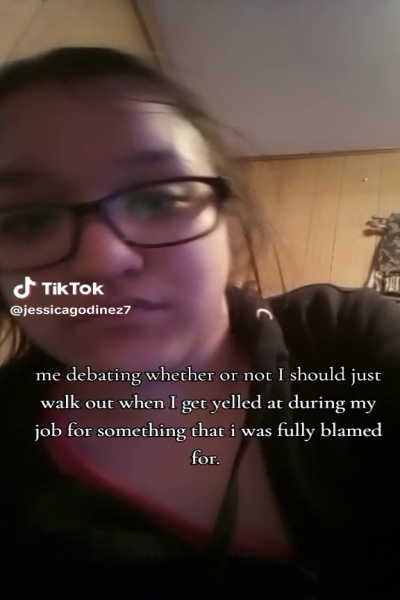 TikTok
@jessicagodinez7
me debating whether or not I should just
walk out when I get yelled at during my
job for something that i was fully blamed
for.